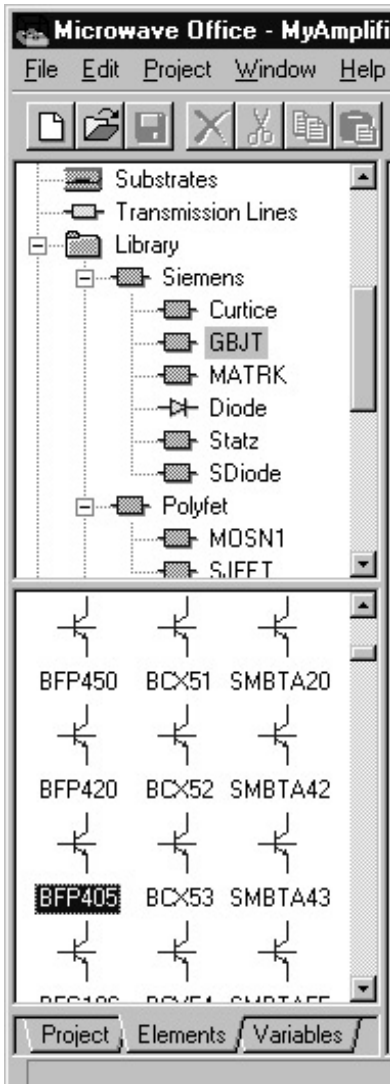 Microwave Office - MyAmplifi
File Edit Project Window Help
Substrates
Transmission Lines
Library
Siemens
Curtice
GBJT
MATRK
Diode
Statz
SDiode
Polyfet
MOSN1
SJFET
BFP450 BCX51 SMBTA20
BFP420 BCX52 SMBTA42
BFP405 BCX53 SMBTA43
Project Elements Variables